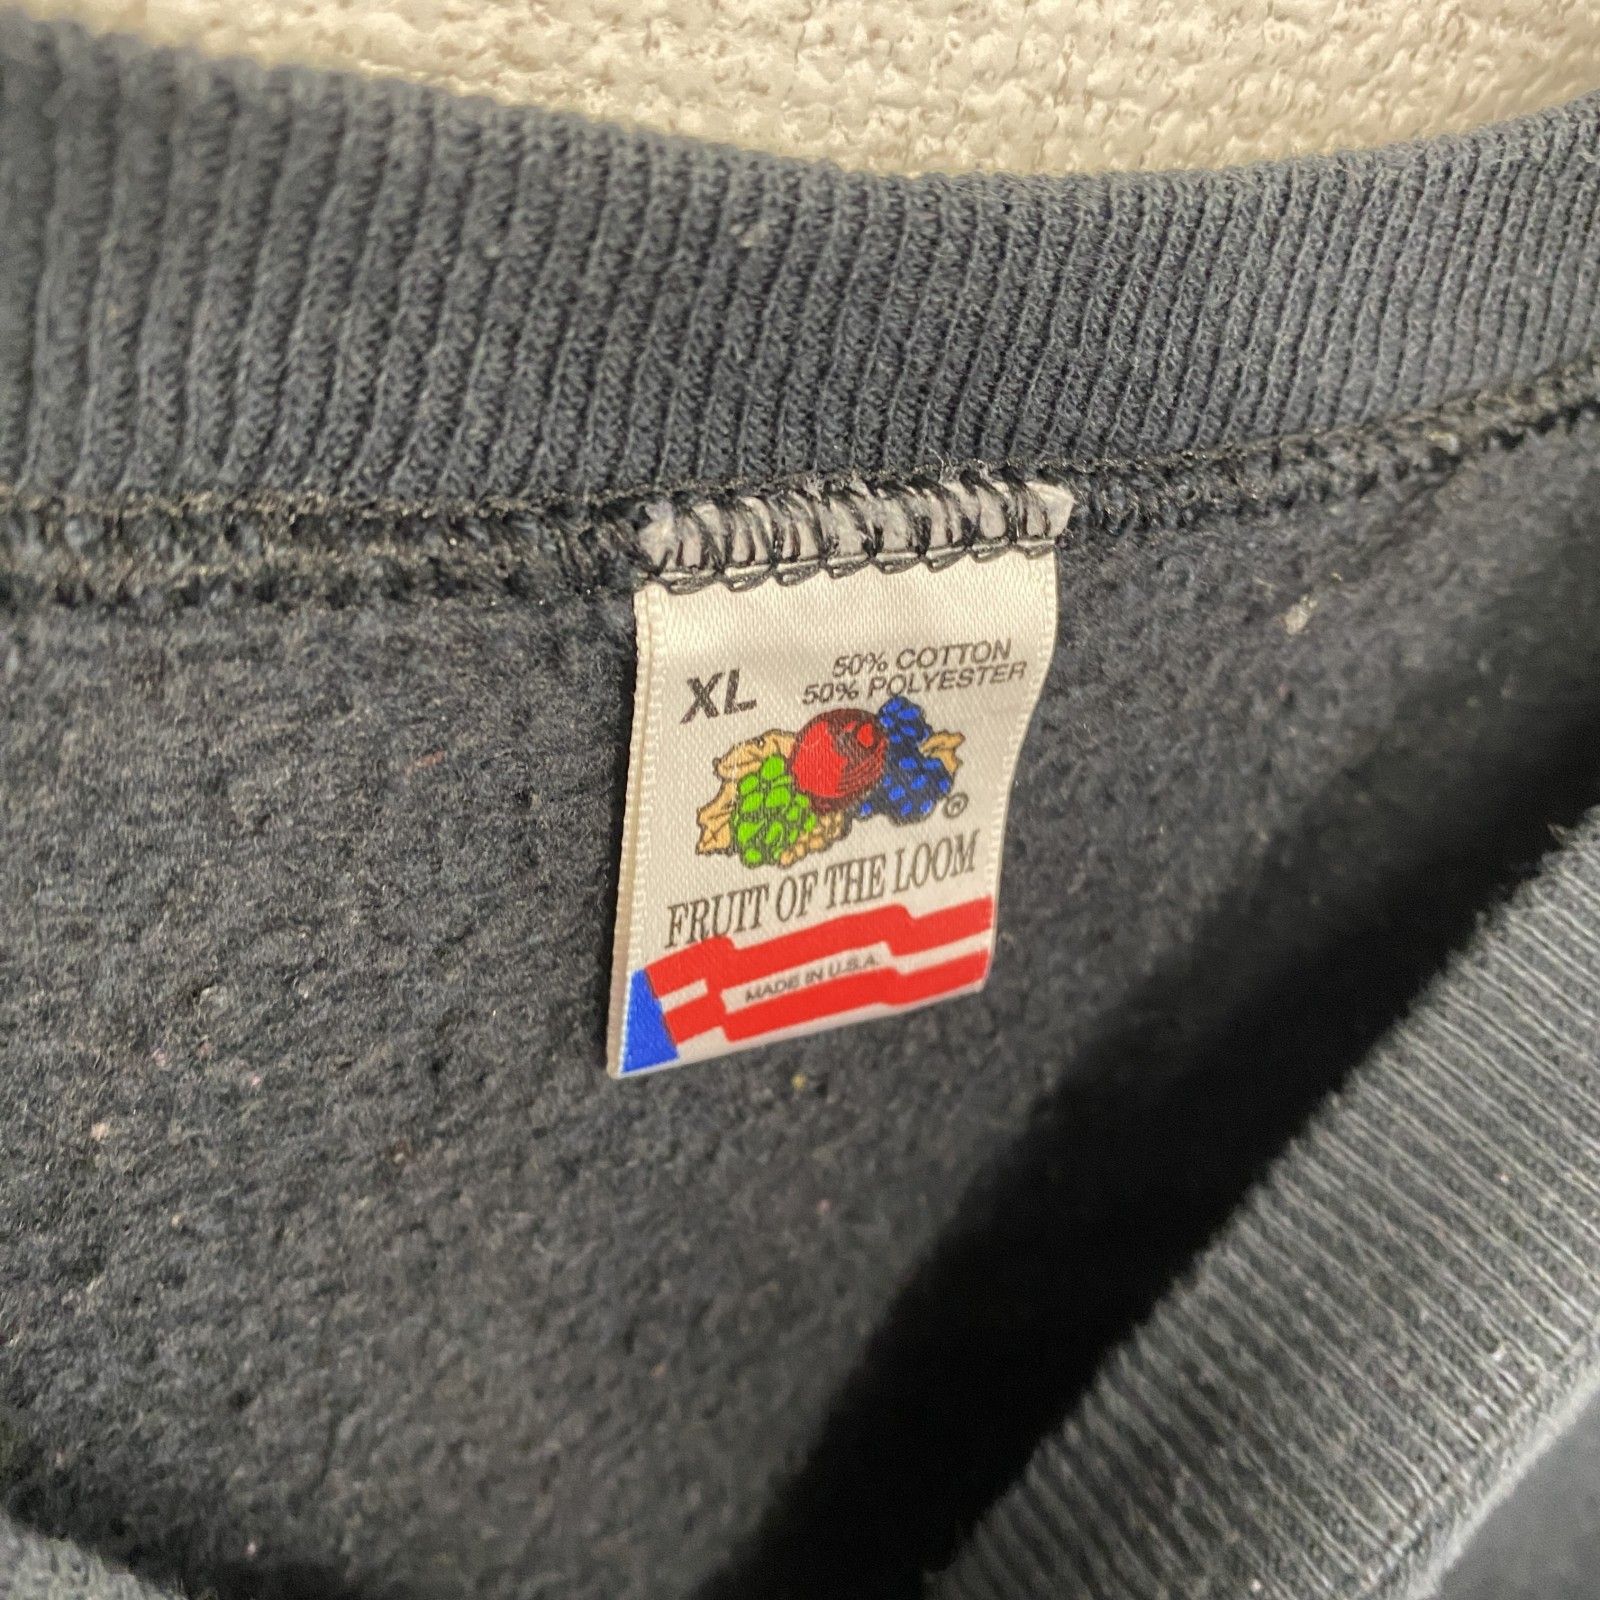 XL
50% COTTON
50% POLYESTER
®
FRUIT OF THE LOOM
MADE IN U.S.A.